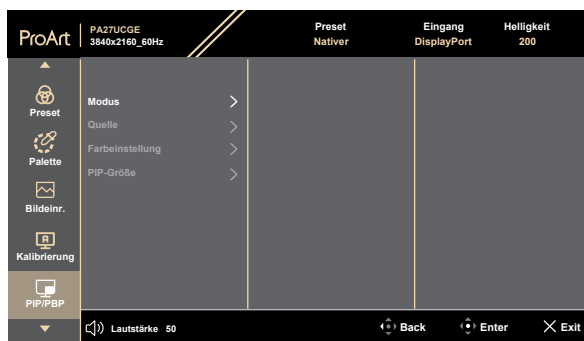 ProArt
PA27UCGE
3840x2160_60Hz
Preset
Nativer
Eingang
DisplayPort
Helligkeit
200
Preset
Palette
Bildeinr.
Kalibrierung
PIP/PBP
Modus
Quelle
Farbeinstellung
PIP-Größe
Lautstärke 50
Back
Enter
Exit